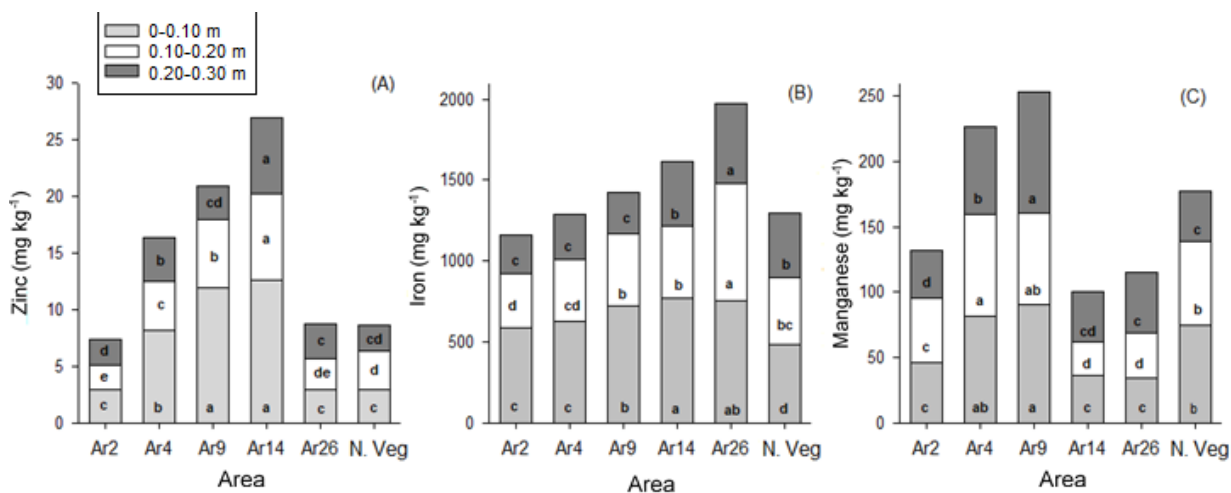 0-0.10 m
0.10-0.20 m
0.20-0.30 m
(A)
Zinc (mg kg⁻¹)
30
25
20
15
10
5
0
d
e
c
b
c
b
cd
b
a
a
a
a
c
de
c
cd
d
c
Ar2 Ar4 Ar9 Ar14 Ar26 N. Veg
Area
(B)
Iron (mg kg⁻¹)
2000
1500
1000
500
0
c
d
c
c
cd
c
c
b
b
b
b
a
a
a
ab
b
bc
d
Ar2 Ar4 Ar9 Ar14 Ar26 N. Veg
Area
(C)
Manganese (mg kg⁻¹)
250
200
150
100
50
0
d
c
c
b
a
ab
a
ab
a
cd
d
c
c
d
c
c
b
b
Ar2 Ar4 Ar9 Ar14 Ar26 N. Veg
Area